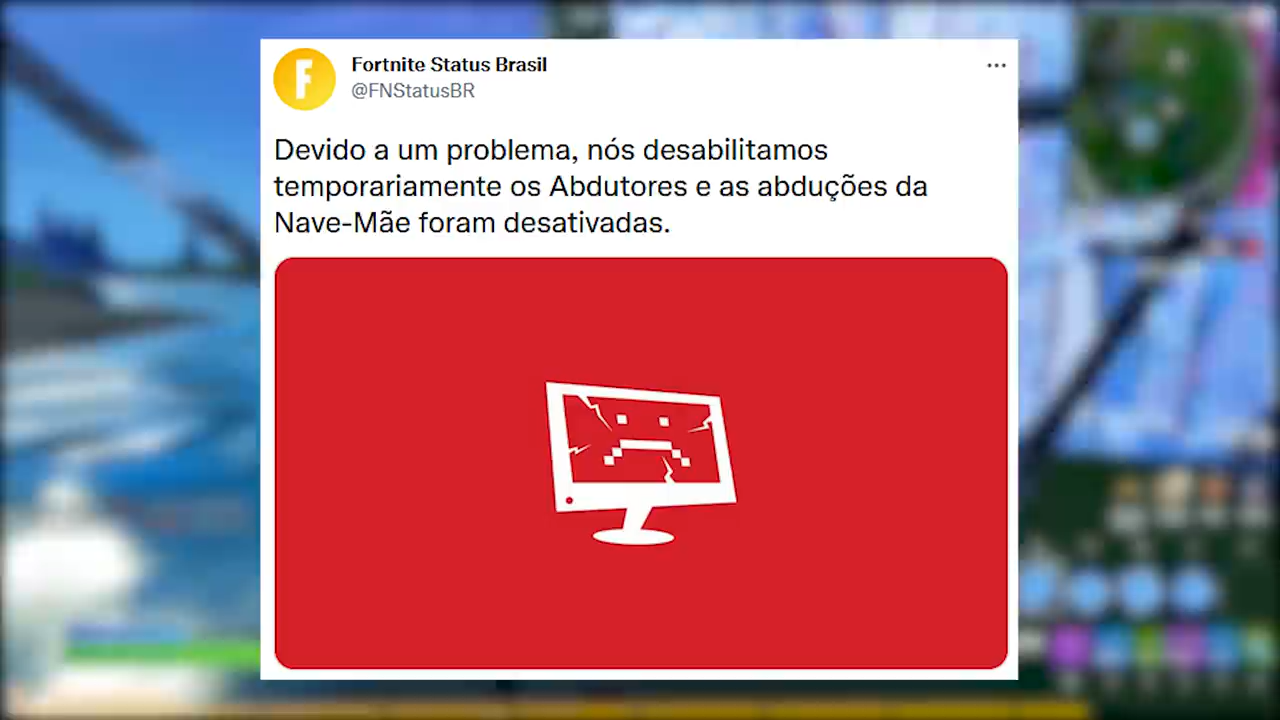 Fortnite Status Brasil
@FNStatusBR
Devido a um problema, nós desabilitamos
temporariamente os Abdutores e as abduções da
Nave-Mãe foram desativadas.